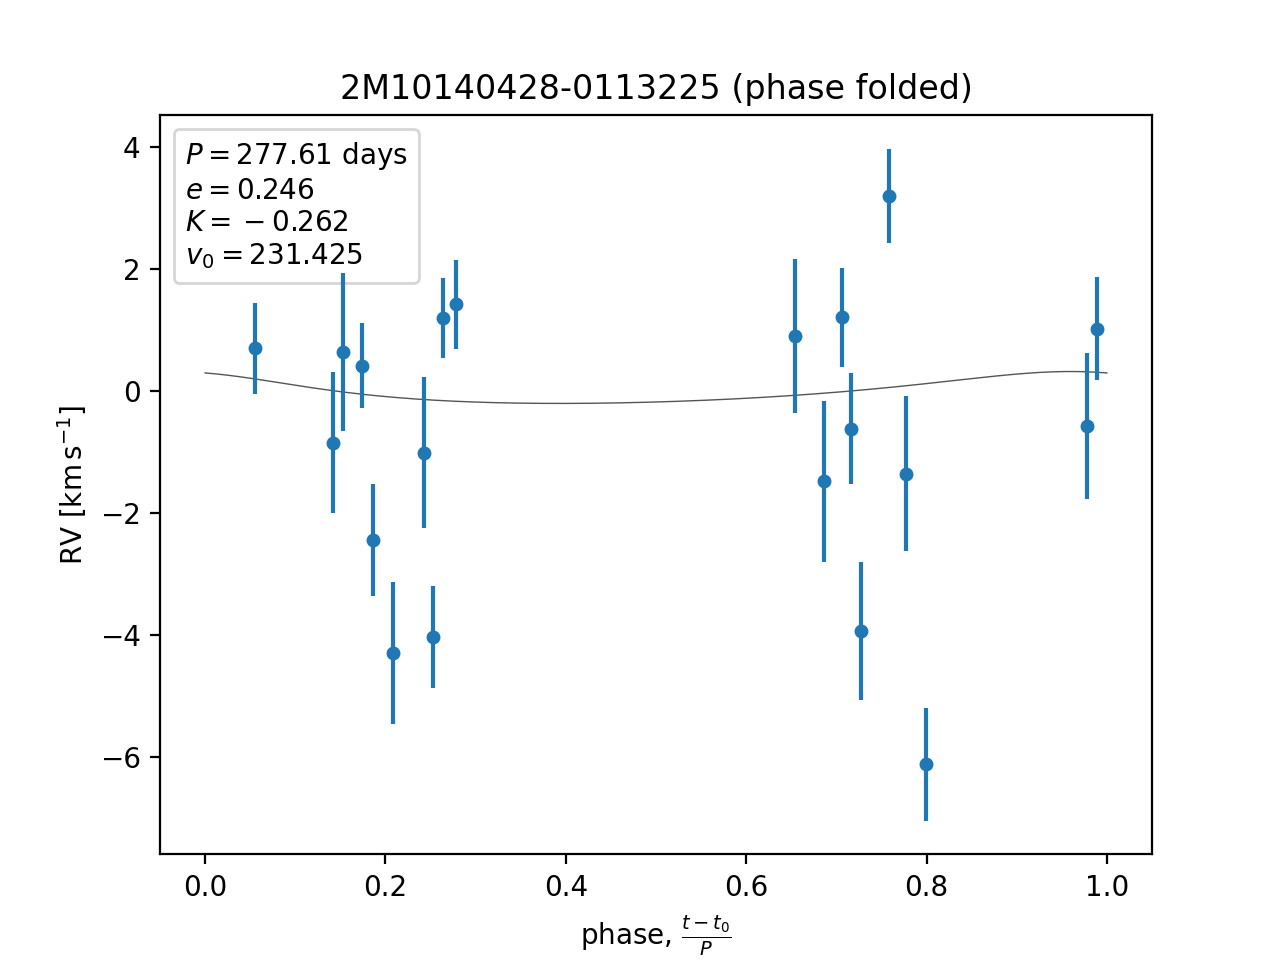 2M10140428-0113225 (phase folded)
P = 277.61 days
e = 0.246
K = −0.262
v₀ = 231.425
4
2
0
−2
−4
−6
RV [km s⁻¹]
0.0 0.2 0.4 0.6 0.8 1.0
phase, (t − t₀)/P